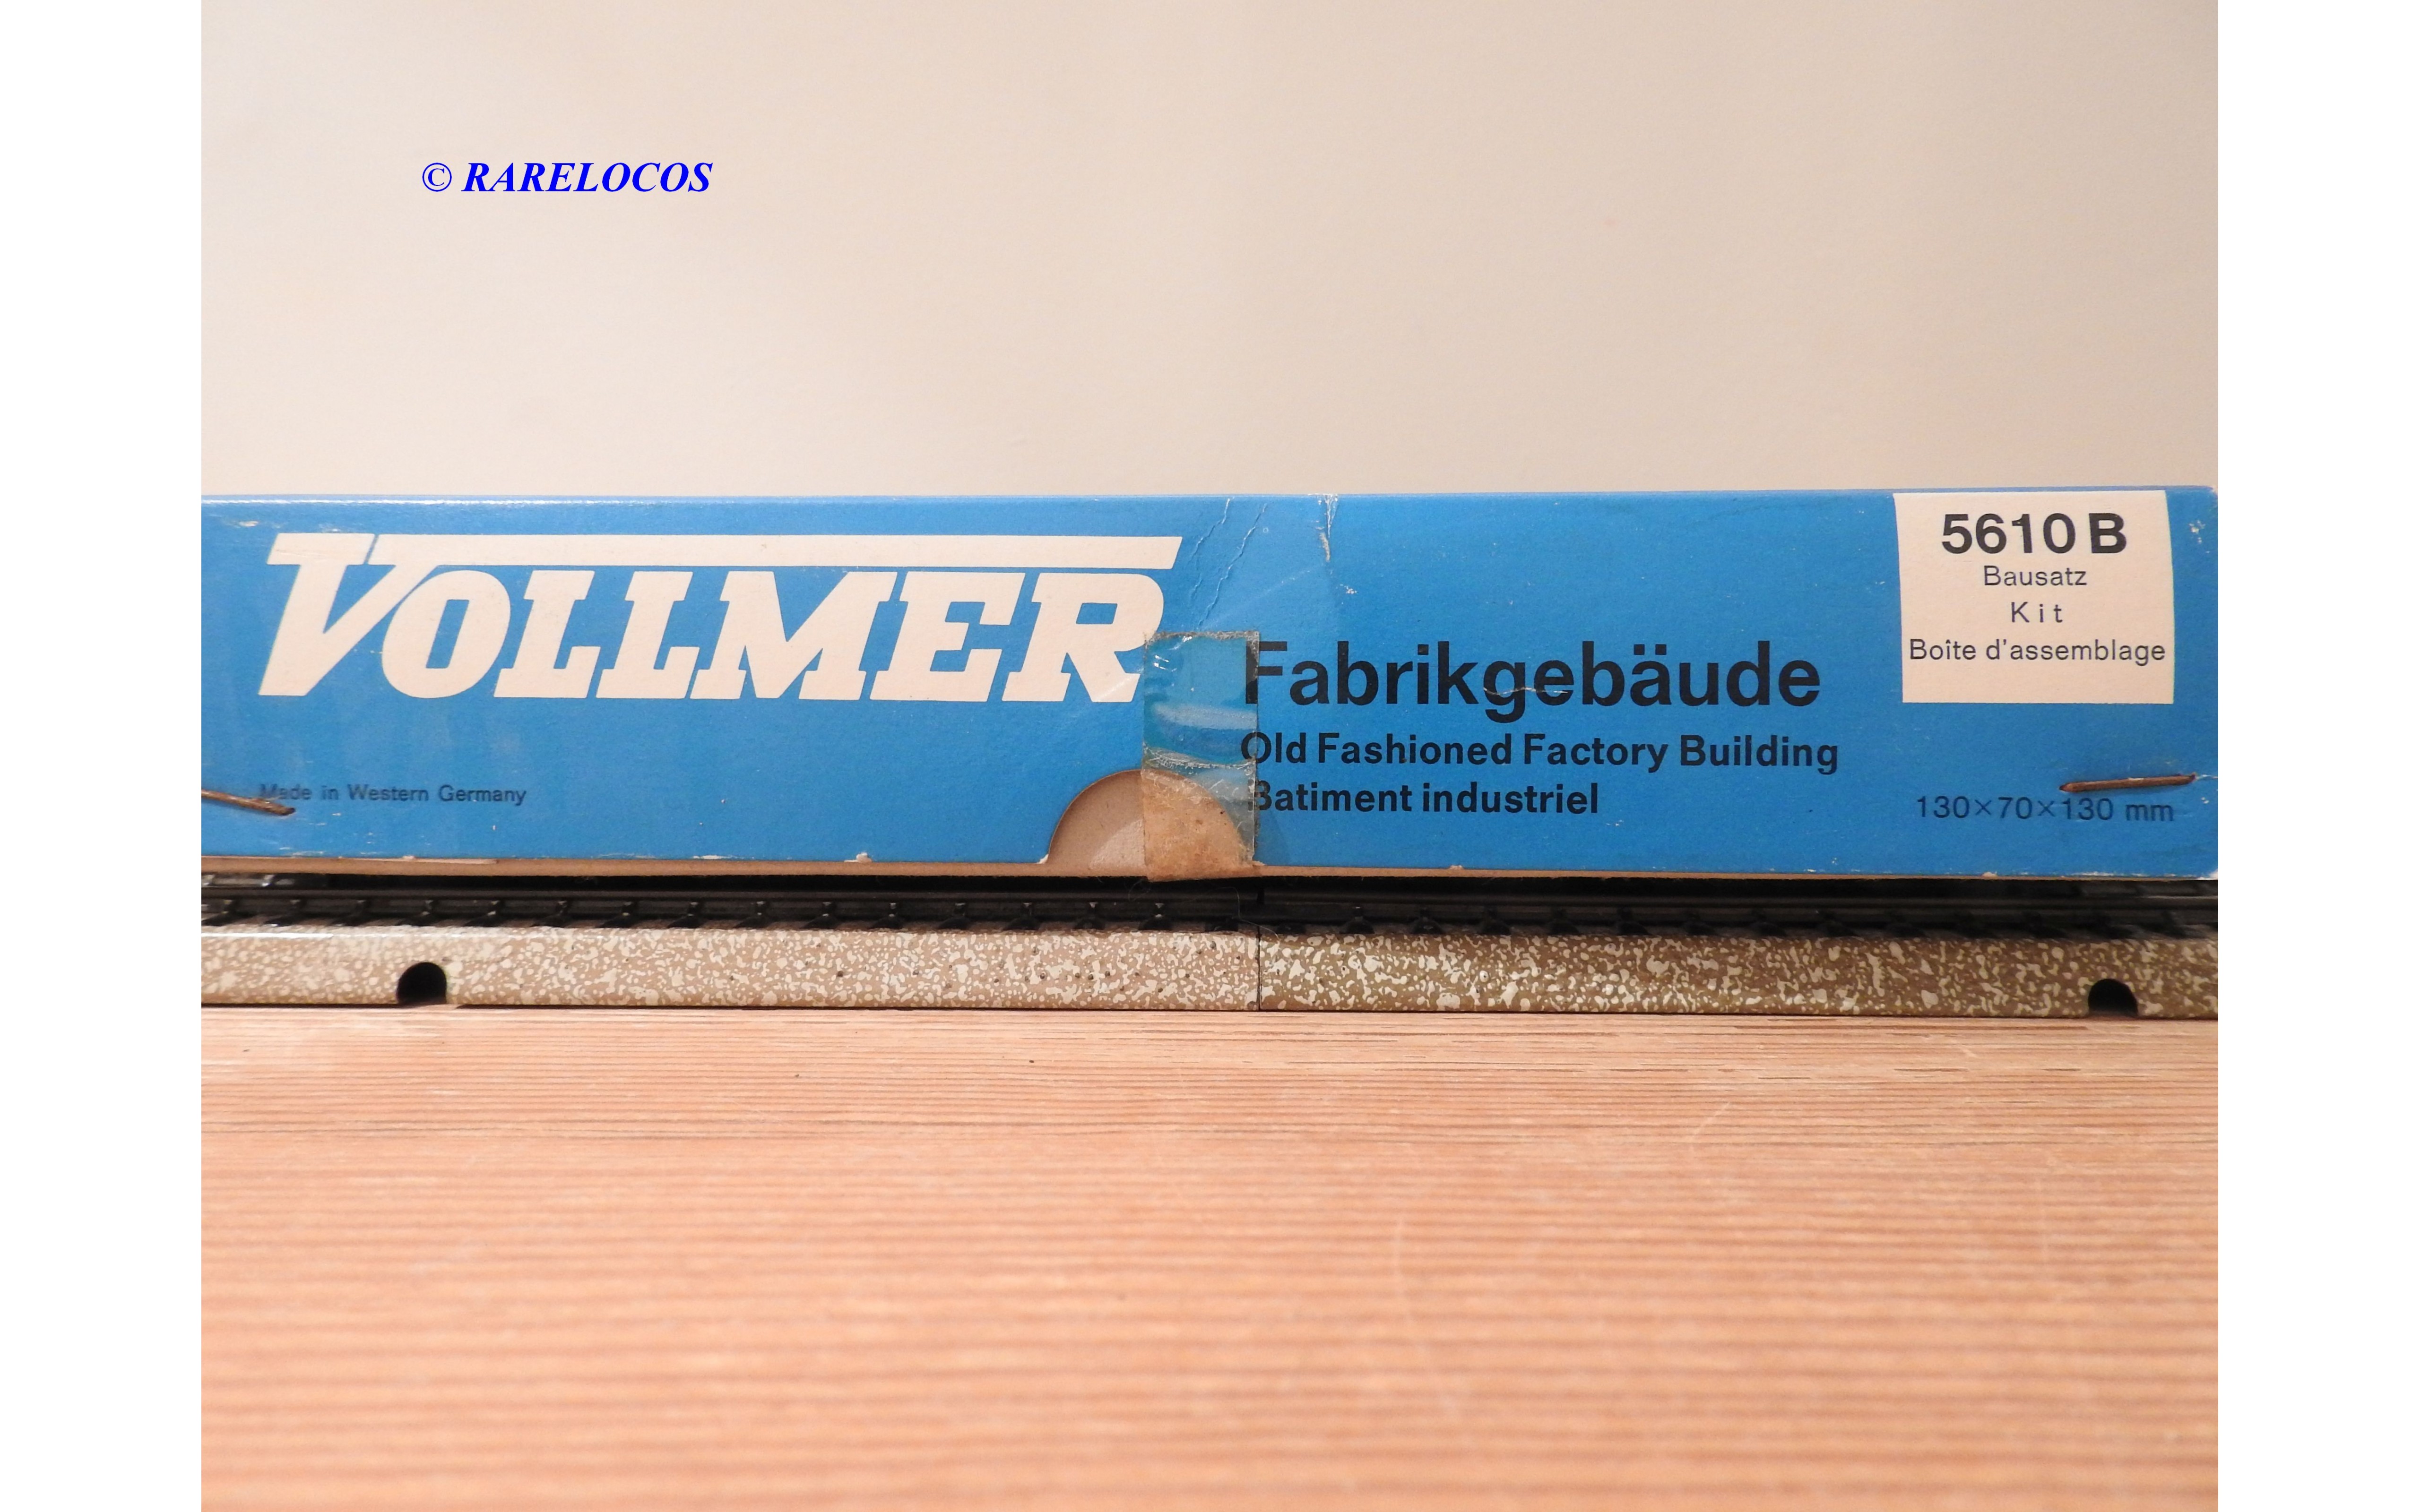 © RARELOCOS
VOLLMER
Made in Western Germany
Fabrikgebäude
Old Fashioned Factory Building
Batiment industriel
5610 B
Bausatz
Kit
Boîte d'assemblage
130×70×130 mm